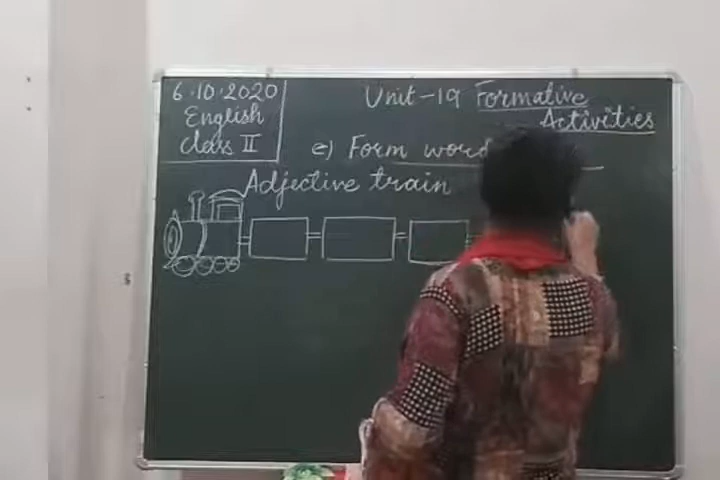 6.10.2020
English
Class II
Unit-19 Formative
Activities
e) Form word
Adjective train